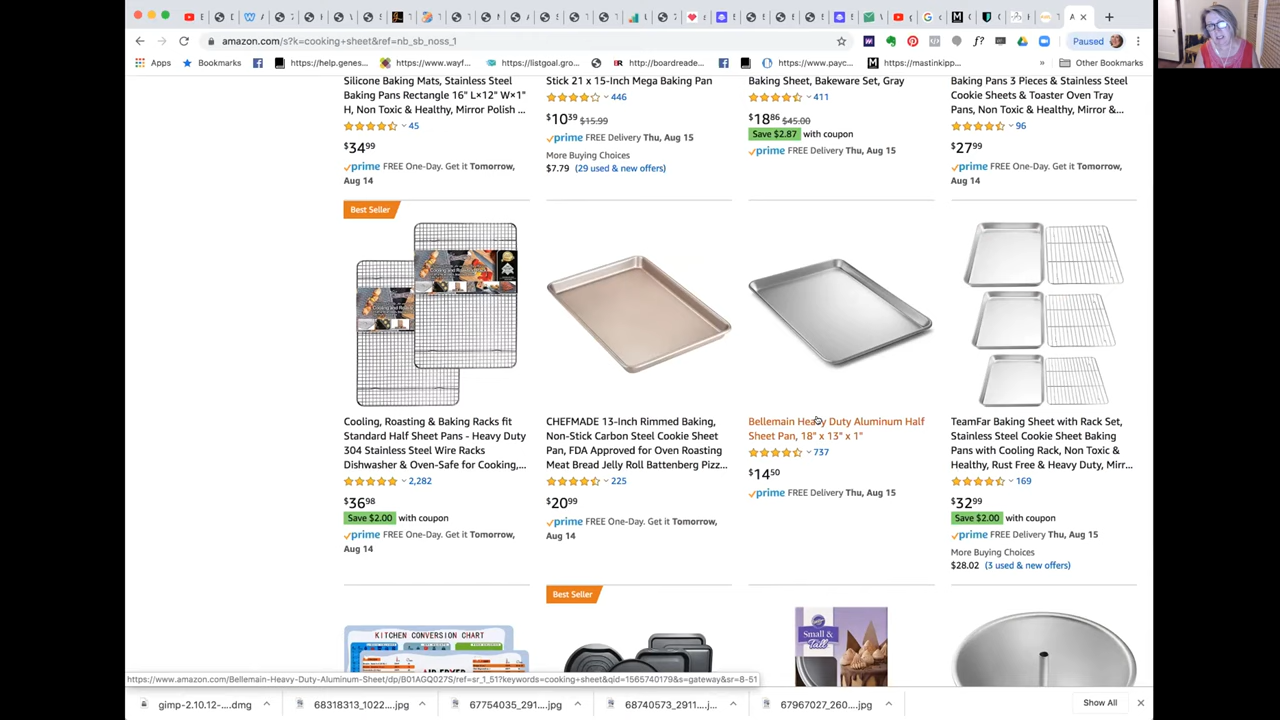 amazon.com/s?k=cooking+sheet&ref=nb_sb_noss_1
Paused
Apps
Bookmarks
https://help.genes...
https://www.wayf...
https://listgoal.gro...
http://boardreade...
https://www.payc...
https://mastinkipp...
»
Other Bookmarks
Silicone Baking Mats, Stainless Steel
Baking Pans Rectangle 16" L×12" W×1"
H, Non Toxic & Healthy, Mirror Polish ...
45
$34.99
prime FREE One-Day. Get it Tomorrow,
Aug 14
Stick 21 x 15-Inch Mega Baking Pan
446
$10.39 $15.99
prime FREE Delivery Thu, Aug 15
More Buying Choices
$7.79 (29 used & new offers)
Baking Sheet, Bakeware Set, Gray
411
$18.86 $45.00
Save $2.87 with coupon
prime FREE Delivery Thu, Aug 15
Baking Pans 3 Pieces & Stainless Steel
Cookie Sheets & Toaster Oven Tray
Pans, Non Toxic & Healthy, Mirror &...
96
$27.99
prime FREE One-Day. Get it Tomorrow,
Aug 14
Best Seller
Cooling, Roasting & Baking Racks fit
Standard Half Sheet Pans - Heavy Duty
304 Stainless Steel Wire Racks
Dishwasher & Oven-Safe for Cooking,...
2,282
$36.98
Save $2.00 with coupon
prime FREE One-Day. Get it Tomorrow,
Aug 14
CHEFMADE 13-Inch Rimmed Baking,
Non-Stick Carbon Steel Cookie Sheet
Pan, FDA Approved for Oven Roasting
Meat Bread Jelly Roll Battenberg Pizz...
225
$20.99
prime FREE One-Day. Get it Tomorrow,
Aug 14
Bellemain Heavy Duty Aluminum Half
Sheet Pan, 18" x 13" x 1"
737
$14.50
prime FREE Delivery Thu, Aug 15
TeamFar Baking Sheet with Rack Set,
Stainless Steel Cookie Sheet Baking
Pans with Cooling Rack, Non Toxic &
Healthy, Rust Free & Heavy Duty, Mirr...
169
$32.99
Save $2.00 with coupon
prime FREE Delivery Thu, Aug 15
More Buying Choices
$28.02 (3 used & new offers)
KITCHEN CONVERSION CHART
AIR FRYER
Best Seller
Wilton
Small &
Tall
https://www.amazon.com/Bellemain-Heavy-Duty-Aluminum-Sheet/dp/B01AGQ027S/ref=sr_1_51?keywords=cooking+sheet&qid=1565740179&s=gateway&sr=8-51
gimp-2.10.12-....dmg
68318313_1022....jpg
67754035_291....jpg
68740573_2911....jpg
67967027_260....jpg
Show All